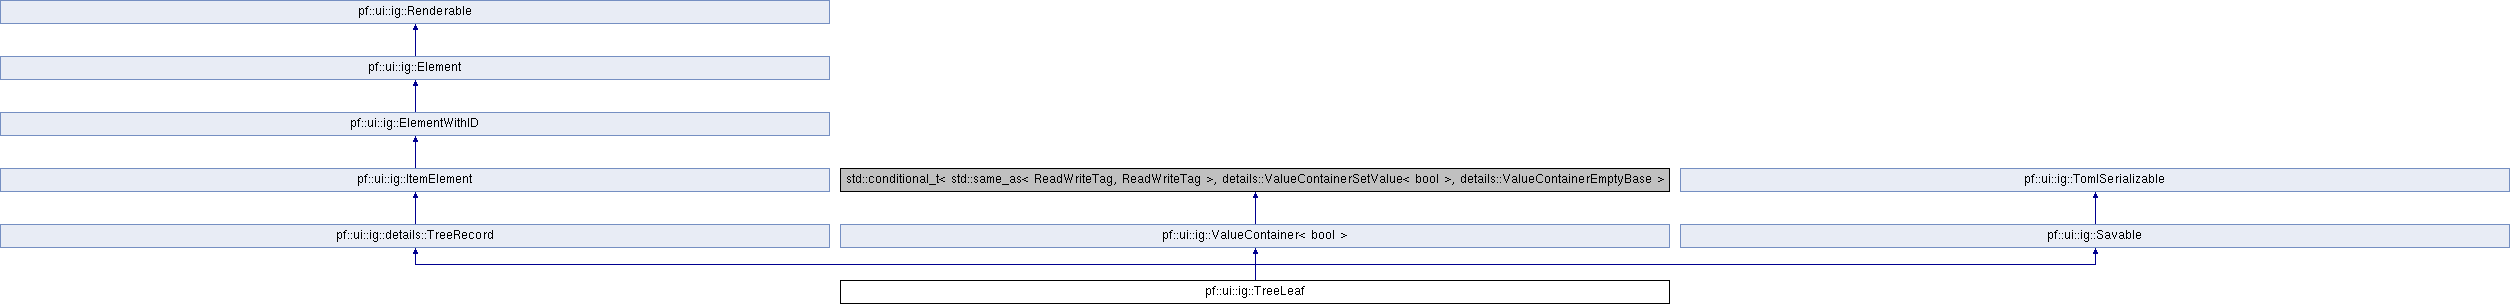 pf::ui::ig::Renderable
pf::ui::ig::Element
pf::ui::ig::ElementWithID
pf::ui::ig::ItemElement
std::conditional_t< std::same_as< ReadWriteTag, ReadWriteTag >, details::ValueContainerSetValue< bool >, details::ValueContainerEmptyBase >
pf::ui::ig::TomlSerializable
pf::ui::ig::details::TreeRecord
pf::ui::ig::ValueContainer< bool >
pf::ui::ig::Savable
pf::ui::ig::TreeLeaf